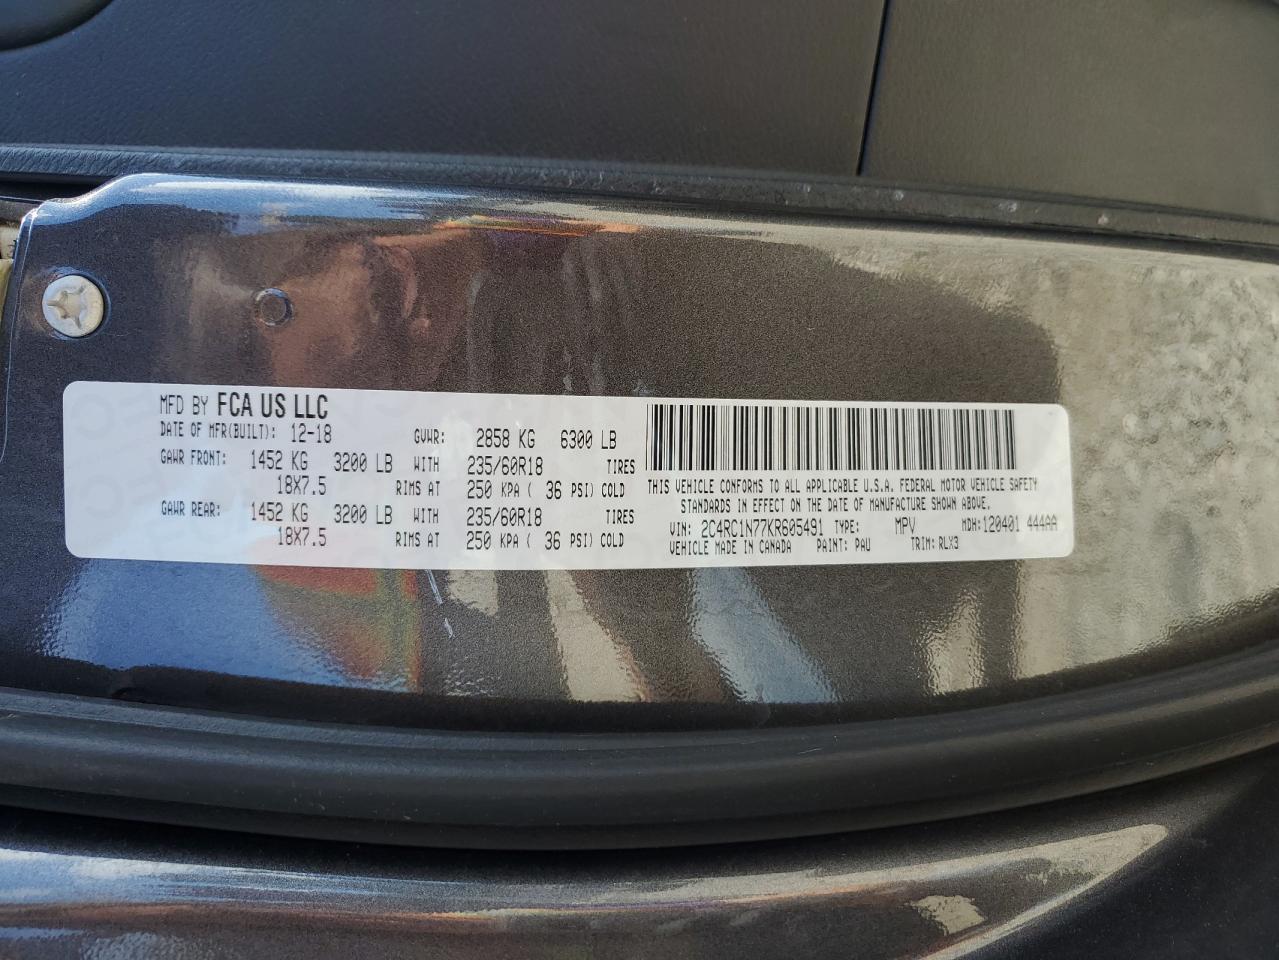 MFD BY FCA US LLC
DATE OF MFR(BUILT): 12-18 GVWR: 2858 KG 6300 LB
GAWR FRONT: 1452 KG 3200 LB WITH 235/60R18 TIRES
18X7.5 RIMS AT 250 KPA ( 36 PSI) COLD
GAWR REAR: 1452 KG 3200 LB WITH 235/60R18 TIRES
18X7.5 RIMS AT 250 KPA ( 36 PSI) COLD
THIS VEHICLE CONFORMS TO ALL APPLICABLE U.S.A. FEDERAL MOTOR VEHICLE SAFETY
STANDARDS IN EFFECT ON THE DATE OF MANUFACTURE SHOWN ABOVE.
VIN: 2C4RC1N77KR605491 TYPE: MPV MDH:120401 444AA
VEHICLE MADE IN CANADA PAINT: PAU TRIM: RLX3